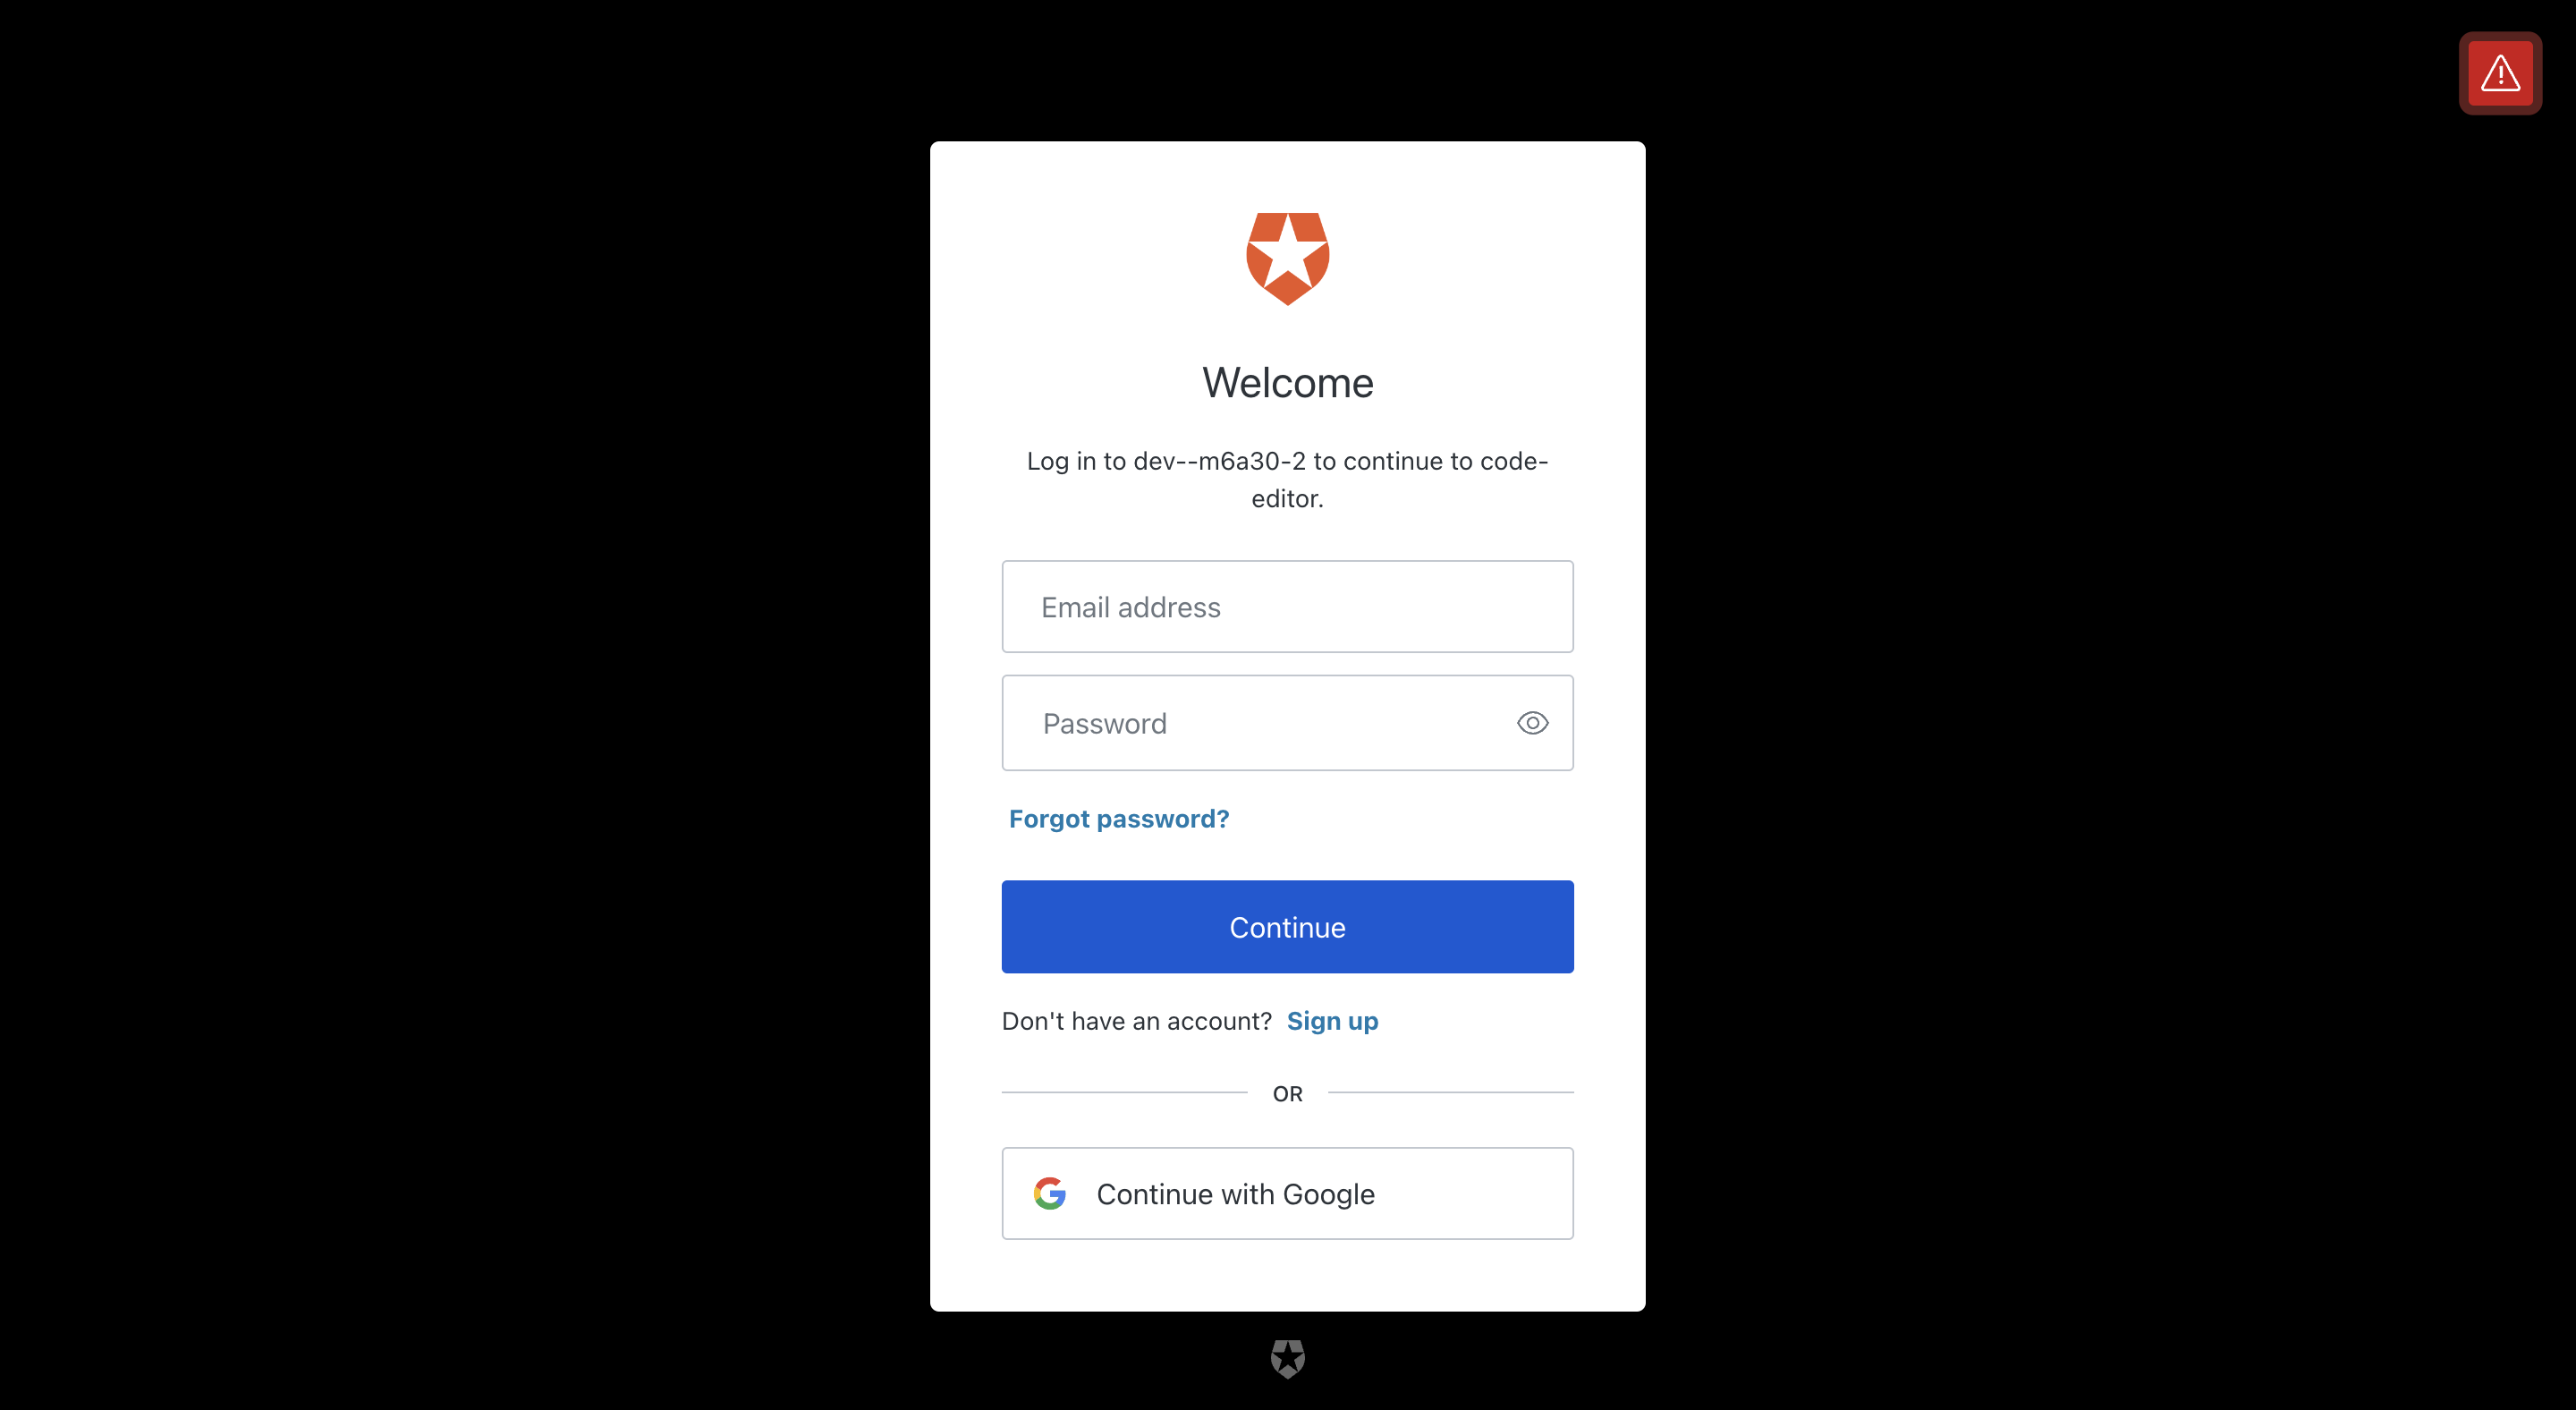 Welcome
Log in to dev--m6a30-2 to continue to code-
editor.
Email address
Password
Forgot password?
Continue
Don't have an account? Sign up
OR
Continue with Google